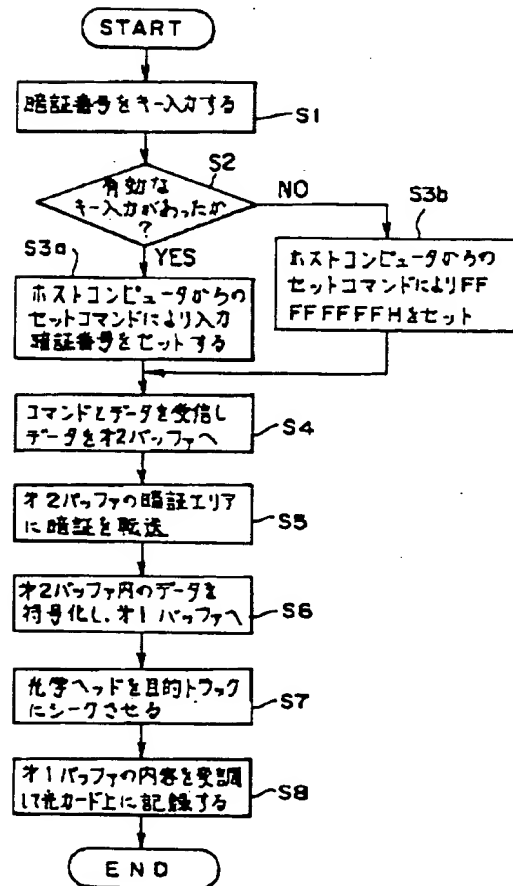 START
暗証番号をキー入力する
S1
有効な
キー入力があったか
?
S2
NO
YES
S3a
ホストコンピュータからの
セットコマンドにより入力
暗証番号をセットする
S3b
ホストコンピュータからの
セットコマンドによりFF
FFFFFFHをセット
コマンドとデータを受信し
データを才2バッファへ
S4
才2バッファの暗証エリア
に暗証を転送
S5
才2バッファ内のデータを
符号化し、才1バッファへ
S6
光学ヘッドを目的トラック
にシークさせる
S7
才1バッファの内容を変調
して光カード上に記録する
S8
END